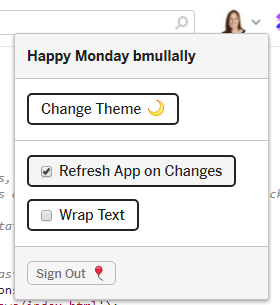 Happy Monday bmullally
Change Theme 🌙
Refresh App on Changes
Wrap Text
Sign Out 🎈